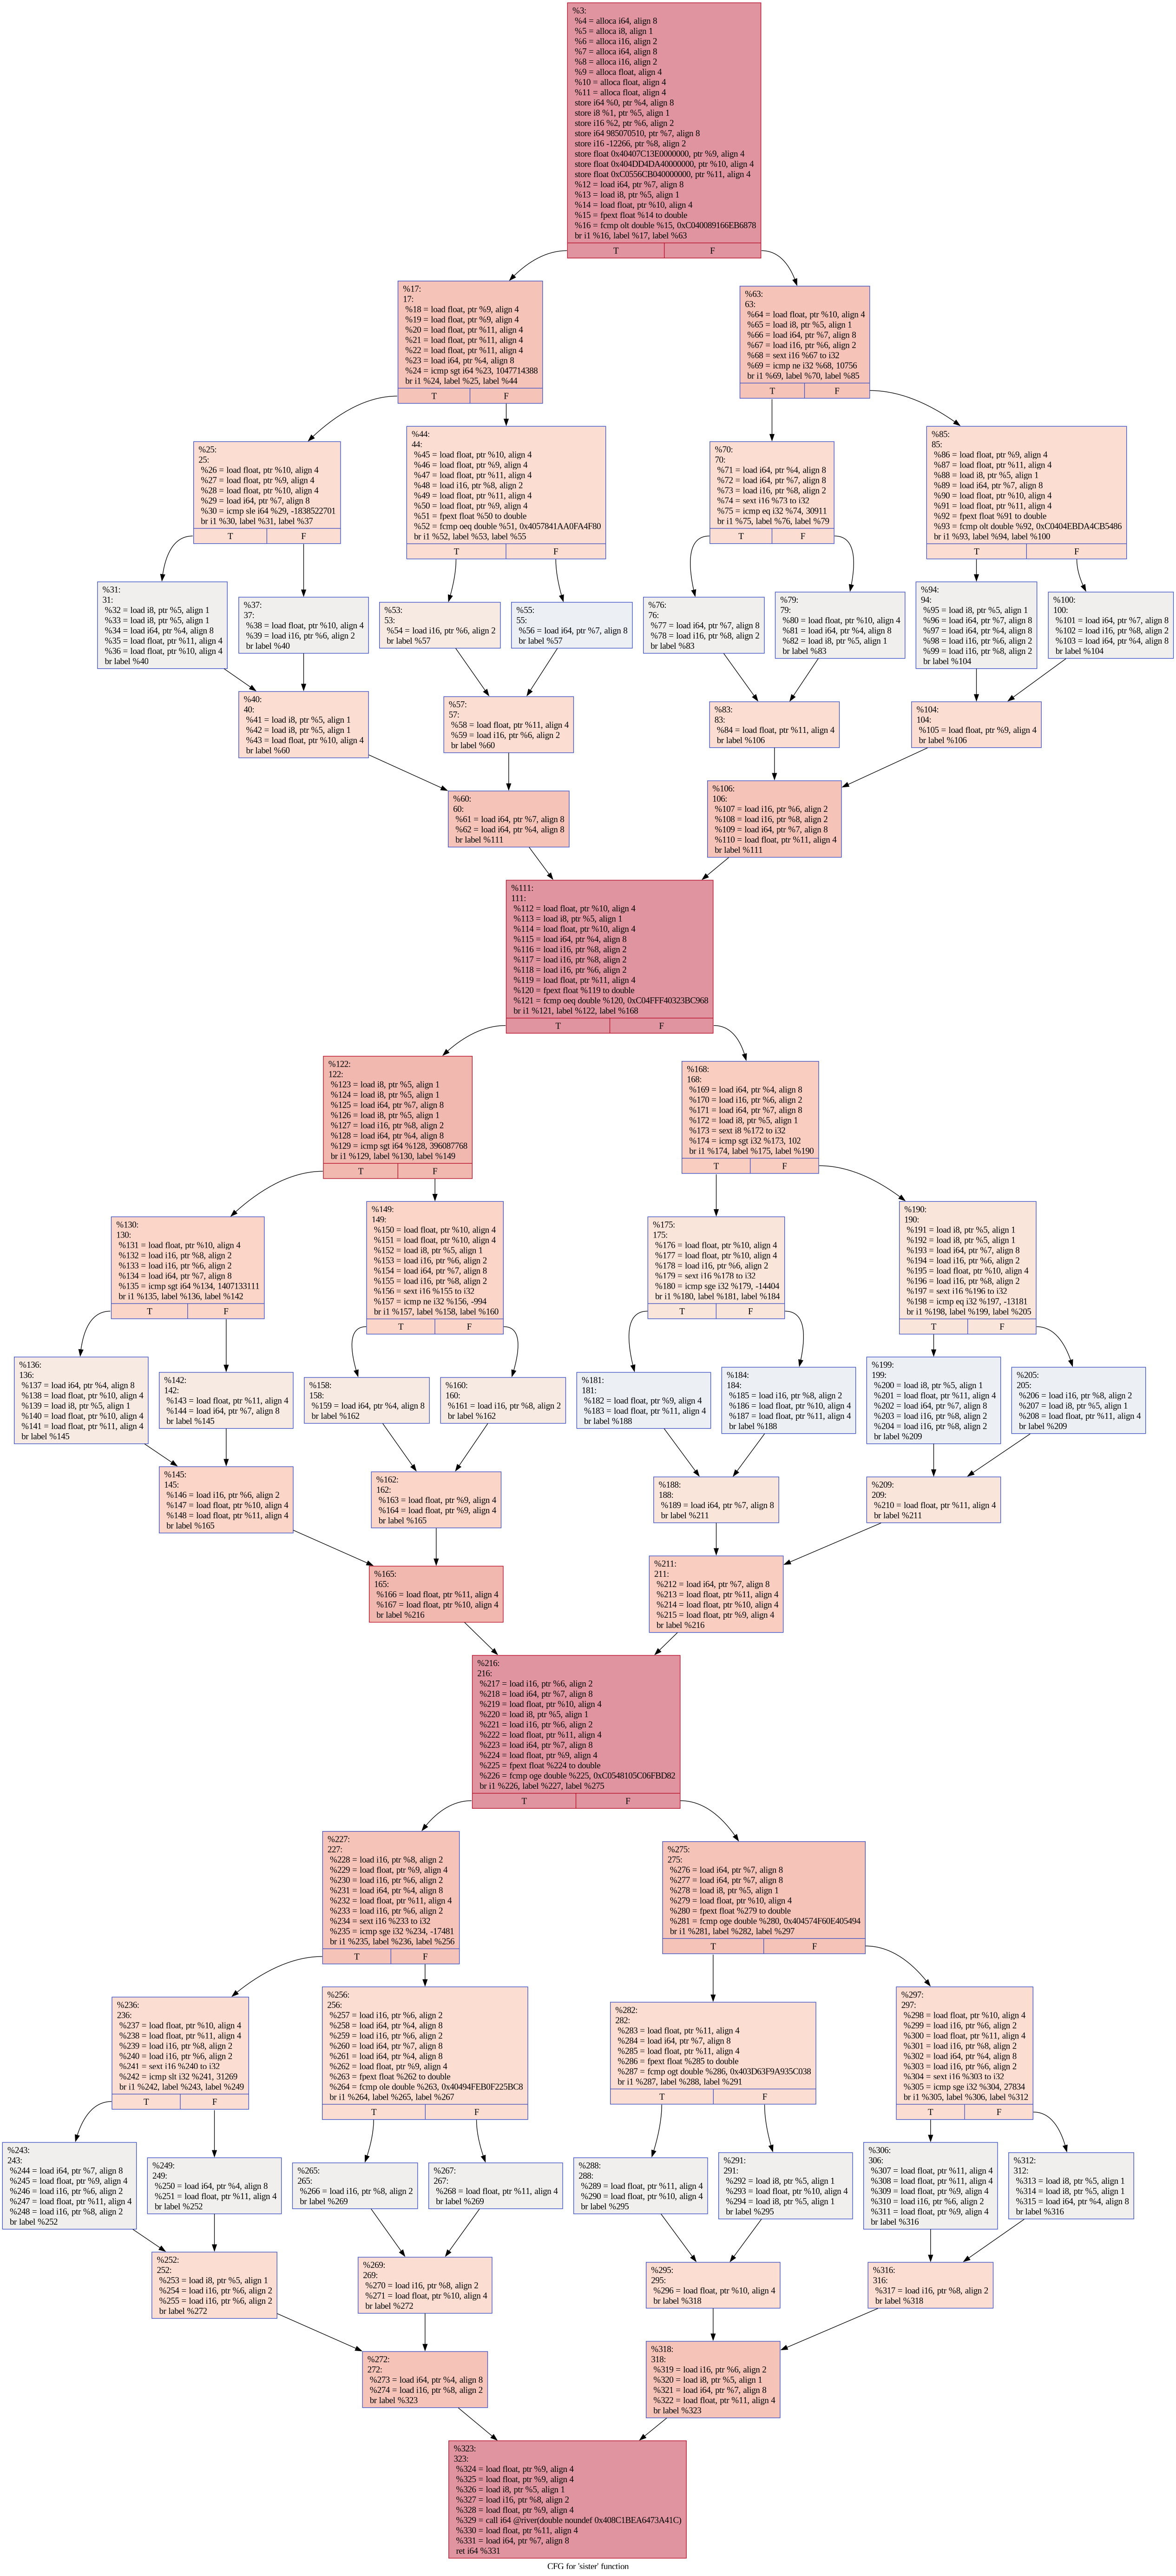 %3:
%4 = alloca i64, align 8
%5 = alloca i8, align 1
%6 = alloca i16, align 2
%7 = alloca i64, align 8
%8 = alloca i16, align 2
%9 = alloca float, align 4
%10 = alloca float, align 4
%11 = alloca float, align 4
store i64 %0, ptr %4, align 8
store i8 %1, ptr %5, align 1
store i16 %2, ptr %6, align 2
store i64 985070510, ptr %7, align 8
store i16 -12266, ptr %8, align 2
store float 0x40407C13E0000000, ptr %9, align 4
store float 0x404DD4DA40000000, ptr %10, align 4
store float 0xC0556CB040000000, ptr %11, align 4
%12 = load i64, ptr %7, align 8
%13 = load i8, ptr %5, align 1
%14 = load float, ptr %10, align 4
%15 = fpext float %14 to double
%16 = fcmp olt double %15, 0xC040089166EB6878
br i1 %16, label %17, label %63
T F
%17:
17:
%18 = load float, ptr %9, align 4
%19 = load float, ptr %9, align 4
%20 = load float, ptr %11, align 4
%21 = load float, ptr %11, align 4
%22 = load float, ptr %11, align 4
%23 = load i64, ptr %4, align 8
%24 = icmp sgt i64 %23, 1047714388
br i1 %24, label %25, label %44
T F
%63:
63:
%64 = load float, ptr %10, align 4
%65 = load i8, ptr %5, align 1
%66 = load i64, ptr %7, align 8
%67 = load i16, ptr %6, align 2
%68 = sext i16 %67 to i32
%69 = icmp ne i32 %68, 10756
br i1 %69, label %70, label %85
T F
%25:
25:
%26 = load float, ptr %10, align 4
%27 = load float, ptr %9, align 4
%28 = load float, ptr %10, align 4
%29 = load i64, ptr %7, align 8
%30 = icmp sle i64 %29, -1838522701
br i1 %30, label %31, label %37
T F
%44:
44:
%45 = load float, ptr %10, align 4
%46 = load float, ptr %9, align 4
%47 = load float, ptr %11, align 4
%48 = load i16, ptr %8, align 2
%49 = load float, ptr %11, align 4
%50 = load float, ptr %9, align 4
%51 = fpext float %50 to double
%52 = fcmp oeq double %51, 0x4057841AA0FA4F80
br i1 %52, label %53, label %55
T F
%70:
70:
%71 = load i64, ptr %4, align 8
%72 = load i64, ptr %7, align 8
%73 = load i16, ptr %8, align 2
%74 = sext i16 %73 to i32
%75 = icmp eq i32 %74, 30911
br i1 %75, label %76, label %79
T F
%85:
85:
%86 = load float, ptr %9, align 4
%87 = load float, ptr %11, align 4
%88 = load i8, ptr %5, align 1
%89 = load i64, ptr %7, align 8
%90 = load float, ptr %10, align 4
%91 = load float, ptr %11, align 4
%92 = fpext float %91 to double
%93 = fcmp olt double %92, 0xC0404EBDA4CB5486
br i1 %93, label %94, label %100
T F
%31:
31:
%32 = load i8, ptr %5, align 1
%33 = load i8, ptr %5, align 1
%34 = load i64, ptr %4, align 8
%35 = load float, ptr %11, align 4
%36 = load float, ptr %10, align 4
br label %40
%37:
37:
%38 = load float, ptr %10, align 4
%39 = load i16, ptr %6, align 2
br label %40
%53:
53:
%54 = load i16, ptr %6, align 2
br label %57
%55:
55:
%56 = load i64, ptr %7, align 8
br label %57
%76:
76:
%77 = load i64, ptr %7, align 8
%78 = load i16, ptr %8, align 2
br label %83
%79:
79:
%80 = load float, ptr %10, align 4
%81 = load i64, ptr %4, align 8
%82 = load i8, ptr %5, align 1
br label %83
%94:
94:
%95 = load i8, ptr %5, align 1
%96 = load i64, ptr %7, align 8
%97 = load i64, ptr %4, align 8
%98 = load i16, ptr %6, align 2
%99 = load i16, ptr %8, align 2
br label %104
%100:
100:
%101 = load i64, ptr %7, align 8
%102 = load i16, ptr %8, align 2
%103 = load i64, ptr %4, align 8
br label %104
%40:
40:
%41 = load i8, ptr %5, align 1
%42 = load i8, ptr %5, align 1
%43 = load float, ptr %10, align 4
br label %60
%57:
57:
%58 = load float, ptr %11, align 4
%59 = load i16, ptr %6, align 2
br label %60
%83:
83:
%84 = load float, ptr %11, align 4
br label %106
%104:
104:
%105 = load float, ptr %9, align 4
br label %106
%60:
60:
%61 = load i64, ptr %7, align 8
%62 = load i64, ptr %4, align 8
br label %111
%106:
106:
%107 = load i16, ptr %6, align 2
%108 = load i16, ptr %8, align 2
%109 = load i64, ptr %7, align 8
%110 = load float, ptr %11, align 4
br label %111
%111:
111:
%112 = load float, ptr %10, align 4
%113 = load i8, ptr %5, align 1
%114 = load float, ptr %10, align 4
%115 = load i64, ptr %4, align 8
%116 = load i16, ptr %8, align 2
%117 = load i16, ptr %8, align 2
%118 = load i16, ptr %6, align 2
%119 = load float, ptr %11, align 4
%120 = fpext float %119 to double
%121 = fcmp oeq double %120, 0xC04FFF40323BC968
br i1 %121, label %122, label %168
T F
%122:
122:
%123 = load i8, ptr %5, align 1
%124 = load i8, ptr %5, align 1
%125 = load i64, ptr %7, align 8
%126 = load i8, ptr %5, align 1
%127 = load i16, ptr %8, align 2
%128 = load i64, ptr %4, align 8
%129 = icmp sgt i64 %128, 396087768
br i1 %129, label %130, label %149
T F
%168:
168:
%169 = load i64, ptr %4, align 8
%170 = load i16, ptr %6, align 2
%171 = load i64, ptr %7, align 8
%172 = load i8, ptr %5, align 1
%173 = sext i8 %172 to i32
%174 = icmp sgt i32 %173, 102
br i1 %174, label %175, label %190
T F
%130:
130:
%131 = load float, ptr %10, align 4
%132 = load i16, ptr %8, align 2
%133 = load i16, ptr %6, align 2
%134 = load i64, ptr %7, align 8
%135 = icmp sgt i64 %134, 1407133111
br i1 %135, label %136, label %142
T F
%149:
149:
%150 = load float, ptr %10, align 4
%151 = load float, ptr %10, align 4
%152 = load i8, ptr %5, align 1
%153 = load i16, ptr %6, align 2
%154 = load i64, ptr %7, align 8
%155 = load i16, ptr %8, align 2
%156 = sext i16 %155 to i32
%157 = icmp ne i32 %156, -994
br i1 %157, label %158, label %160
T F
%175:
175:
%176 = load float, ptr %10, align 4
%177 = load float, ptr %10, align 4
%178 = load i16, ptr %6, align 2
%179 = sext i16 %178 to i32
%180 = icmp sge i32 %179, -14404
br i1 %180, label %181, label %184
T F
%190:
190:
%191 = load i8, ptr %5, align 1
%192 = load i8, ptr %5, align 1
%193 = load i64, ptr %7, align 8
%194 = load i16, ptr %6, align 2
%195 = load float, ptr %10, align 4
%196 = load i16, ptr %8, align 2
%197 = sext i16 %196 to i32
%198 = icmp eq i32 %197, -13181
br i1 %198, label %199, label %205
T F
%136:
136:
%137 = load i64, ptr %4, align 8
%138 = load float, ptr %10, align 4
%139 = load i8, ptr %5, align 1
%140 = load float, ptr %10, align 4
%141 = load float, ptr %11, align 4
br label %145
%142:
142:
%143 = load float, ptr %11, align 4
%144 = load i64, ptr %7, align 8
br label %145
%158:
158:
%159 = load i64, ptr %4, align 8
br label %162
%160:
160:
%161 = load i16, ptr %8, align 2
br label %162
%181:
181:
%182 = load float, ptr %9, align 4
%183 = load float, ptr %11, align 4
br label %188
%184:
184:
%185 = load i16, ptr %8, align 2
%186 = load float, ptr %10, align 4
%187 = load float, ptr %11, align 4
br label %188
%199:
199:
%200 = load i8, ptr %5, align 1
%201 = load float, ptr %11, align 4
%202 = load i64, ptr %7, align 8
%203 = load i16, ptr %8, align 2
%204 = load i16, ptr %8, align 2
br label %209
%205:
205:
%206 = load i16, ptr %8, align 2
%207 = load i8, ptr %5, align 1
%208 = load float, ptr %11, align 4
br label %209
%145:
145:
%146 = load i16, ptr %6, align 2
%147 = load float, ptr %10, align 4
%148 = load float, ptr %11, align 4
br label %165
%162:
162:
%163 = load float, ptr %9, align 4
%164 = load float, ptr %9, align 4
br label %165
%188:
188:
%189 = load i64, ptr %7, align 8
br label %211
%209:
209:
%210 = load float, ptr %11, align 4
br label %211
%165:
165:
%166 = load float, ptr %11, align 4
%167 = load float, ptr %10, align 4
br label %216
%211:
211:
%212 = load i64, ptr %7, align 8
%213 = load float, ptr %11, align 4
%214 = load float, ptr %10, align 4
%215 = load float, ptr %9, align 4
br label %216
%216:
216:
%217 = load i16, ptr %6, align 2
%218 = load i64, ptr %7, align 8
%219 = load float, ptr %10, align 4
%220 = load i8, ptr %5, align 1
%221 = load i16, ptr %6, align 2
%222 = load float, ptr %11, align 4
%223 = load i64, ptr %7, align 8
%224 = load float, ptr %9, align 4
%225 = fpext float %224 to double
%226 = fcmp oge double %225, 0xC0548105C06FBD82
br i1 %226, label %227, label %275
T F
%227:
227:
%228 = load i16, ptr %8, align 2
%229 = load float, ptr %9, align 4
%230 = load i16, ptr %6, align 2
%231 = load i64, ptr %4, align 8
%232 = load float, ptr %11, align 4
%233 = load i16, ptr %6, align 2
%234 = sext i16 %233 to i32
%235 = icmp sge i32 %234, -17481
br i1 %235, label %236, label %256
T F
%275:
275:
%276 = load i64, ptr %7, align 8
%277 = load i64, ptr %7, align 8
%278 = load i8, ptr %5, align 1
%279 = load float, ptr %10, align 4
%280 = fpext float %279 to double
%281 = fcmp oge double %280, 0x404574F60E405494
br i1 %281, label %282, label %297
T F
%236:
236:
%237 = load float, ptr %10, align 4
%238 = load float, ptr %11, align 4
%239 = load i16, ptr %8, align 2
%240 = load i16, ptr %6, align 2
%241 = sext i16 %240 to i32
%242 = icmp slt i32 %241, 31269
br i1 %242, label %243, label %249
T F
%256:
256:
%257 = load i16, ptr %6, align 2
%258 = load i64, ptr %4, align 8
%259 = load i16, ptr %6, align 2
%260 = load i64, ptr %7, align 8
%261 = load i64, ptr %4, align 8
%262 = load float, ptr %9, align 4
%263 = fpext float %262 to double
%264 = fcmp ole double %263, 0x40494FEB0F225BC8
br i1 %264, label %265, label %267
T F
%282:
282:
%283 = load float, ptr %11, align 4
%284 = load i64, ptr %7, align 8
%285 = load float, ptr %11, align 4
%286 = fpext float %285 to double
%287 = fcmp ogt double %286, 0x403D63F9A935C038
br i1 %287, label %288, label %291
T F
%297:
297:
%298 = load float, ptr %10, align 4
%299 = load i16, ptr %6, align 2
%300 = load float, ptr %11, align 4
%301 = load i16, ptr %8, align 2
%302 = load i64, ptr %4, align 8
%303 = load i16, ptr %6, align 2
%304 = sext i16 %303 to i32
%305 = icmp sge i32 %304, 27834
br i1 %305, label %306, label %312
T F
%243:
243:
%244 = load i64, ptr %7, align 8
%245 = load float, ptr %9, align 4
%246 = load i16, ptr %6, align 2
%247 = load float, ptr %11, align 4
%248 = load i16, ptr %8, align 2
br label %252
%249:
249:
%250 = load i64, ptr %4, align 8
%251 = load float, ptr %11, align 4
br label %252
%265:
265:
%266 = load i16, ptr %8, align 2
br label %269
%267:
267:
%268 = load float, ptr %11, align 4
br label %269
%288:
288:
%289 = load float, ptr %11, align 4
%290 = load float, ptr %10, align 4
br label %295
%291:
291:
%292 = load i8, ptr %5, align 1
%293 = load float, ptr %10, align 4
%294 = load i8, ptr %5, align 1
br label %295
%306:
306:
%307 = load float, ptr %11, align 4
%308 = load float, ptr %11, align 4
%309 = load float, ptr %9, align 4
%310 = load i16, ptr %6, align 2
%311 = load float, ptr %9, align 4
br label %316
%312:
312:
%313 = load i8, ptr %5, align 1
%314 = load i8, ptr %5, align 1
%315 = load i64, ptr %4, align 8
br label %316
%252:
252:
%253 = load i8, ptr %5, align 1
%254 = load i16, ptr %6, align 2
%255 = load i16, ptr %6, align 2
br label %272
%269:
269:
%270 = load i16, ptr %8, align 2
%271 = load float, ptr %10, align 4
br label %272
%295:
295:
%296 = load float, ptr %10, align 4
br label %318
%316:
316:
%317 = load i16, ptr %8, align 2
br label %318
%272:
272:
%273 = load i64, ptr %4, align 8
%274 = load i16, ptr %8, align 2
br label %323
%318:
318:
%319 = load i16, ptr %6, align 2
%320 = load i8, ptr %5, align 1
%321 = load i64, ptr %7, align 8
%322 = load float, ptr %11, align 4
br label %323
%323:
323:
%324 = load float, ptr %9, align 4
%325 = load float, ptr %9, align 4
%326 = load i8, ptr %5, align 1
%327 = load i16, ptr %8, align 2
%328 = load float, ptr %9, align 4
%329 = call i64 @river(double noundef 0x408C1BEA6473A41C)
%330 = load float, ptr %11, align 4
%331 = load i64, ptr %7, align 8
ret i64 %331
CFG for 'sister' function